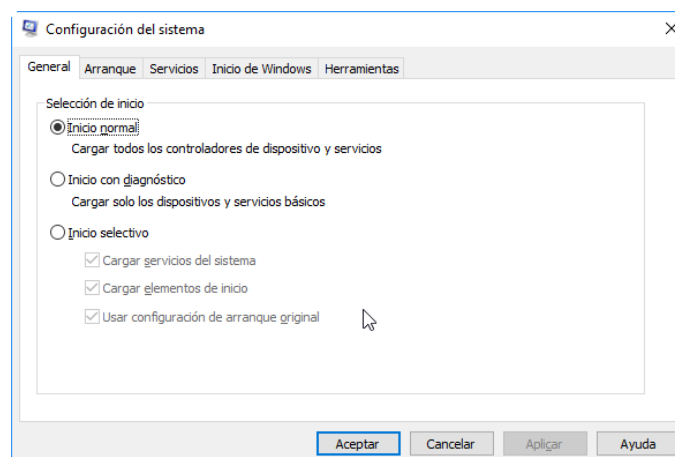 Configuración del sistema
General Arranque Servicios Inicio de Windows Herramientas
Selección de inicio
Inicio normal
Cargar todos los controladores de dispositivo y servicios
Inicio con diagnóstico
Cargar solo los dispositivos y servicios básicos
Inicio selectivo
Cargar servicios del sistema
Cargar elementos de inicio
Usar configuración de arranque original
Aceptar Cancelar Aplicar Ayuda